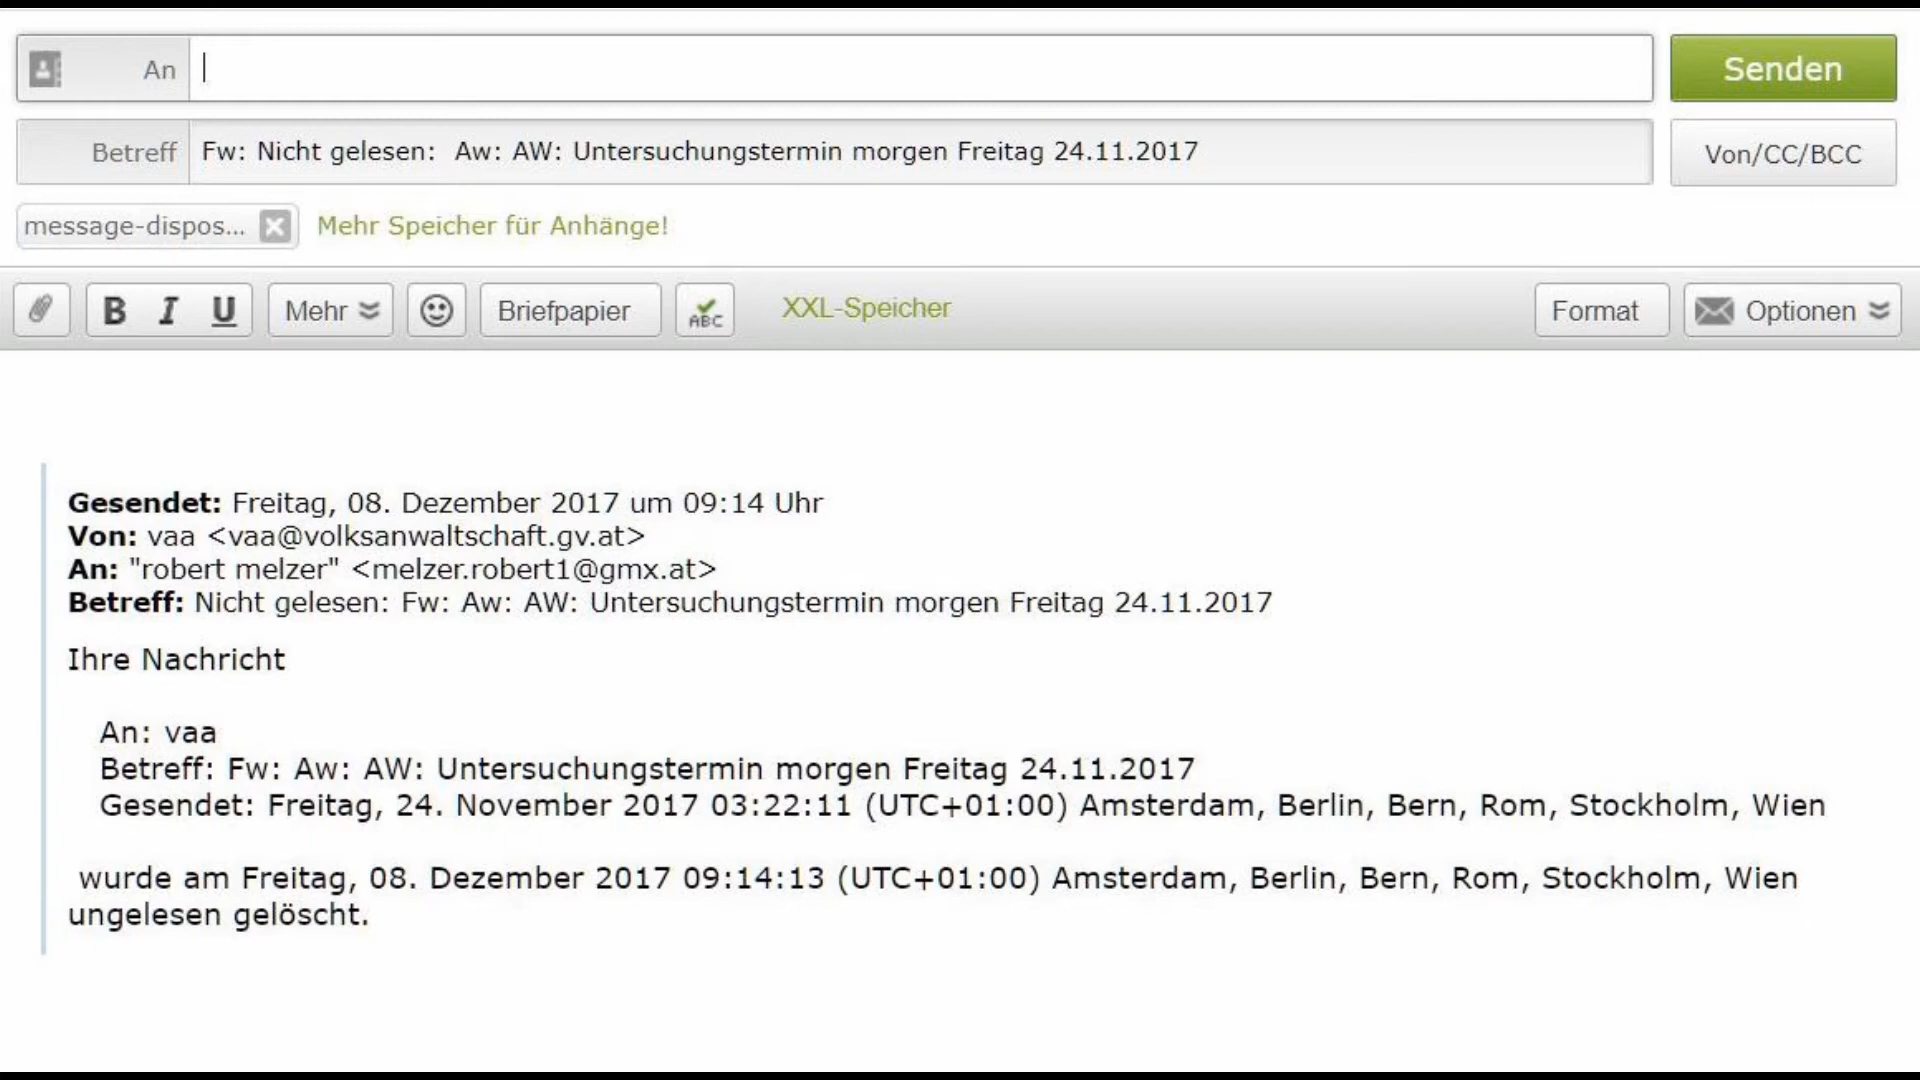 An
Senden
Betreff Fw: Nicht gelesen: Aw: AW: Untersuchungstermin morgen Freitag 24.11.2017
Von/CC/BCC
message-dispos... Mehr Speicher für Anhänge!
B I U Mehr Briefpapier ABC XXL-Speicher Format Optionen
Gesendet: Freitag, 08. Dezember 2017 um 09:14 Uhr
Von: vaa <vaa@volksanwaltschaft.gv.at>
An: "robert melzer" <melzer.robert1@gmx.at>
Betreff: Nicht gelesen: Fw: Aw: AW: Untersuchungstermin morgen Freitag 24.11.2017
Ihre Nachricht
An: vaa
Betreff: Fw: Aw: AW: Untersuchungstermin morgen Freitag 24.11.2017
Gesendet: Freitag, 24. November 2017 03:22:11 (UTC+01:00) Amsterdam, Berlin, Bern, Rom, Stockholm, Wien
wurde am Freitag, 08. Dezember 2017 09:14:13 (UTC+01:00) Amsterdam, Berlin, Bern, Rom, Stockholm, Wien
ungelesen gelöscht.